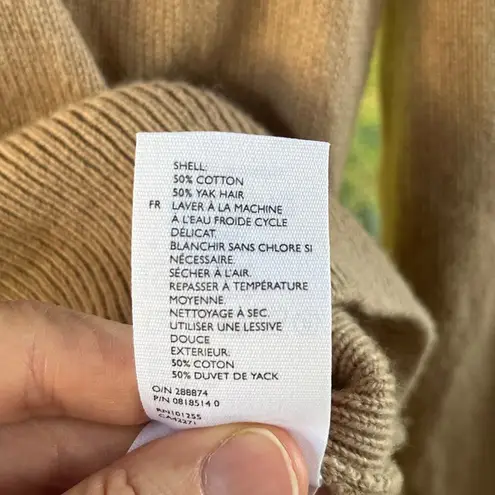 SHELL:
50% COTTON
50% YAK HAIR
FR LAVER À LA MACHINE
À L'EAU FROIDE CYCLE
DÉLICAT.
BLANCHIR SANS CHLORE SI
NÉCESSAIRE.
SÉCHER À L'AIR.
REPASSER À TEMPÉRATURE
MOYENNE.
NETTOYAGE À SEC.
UTILISER UNE LESSIVE
DOUCE
EXTERIEUR:
50% COTON
50% DUVET DE YACK
O/N 288874
P/N 0818514 0
RN101255
CA42271